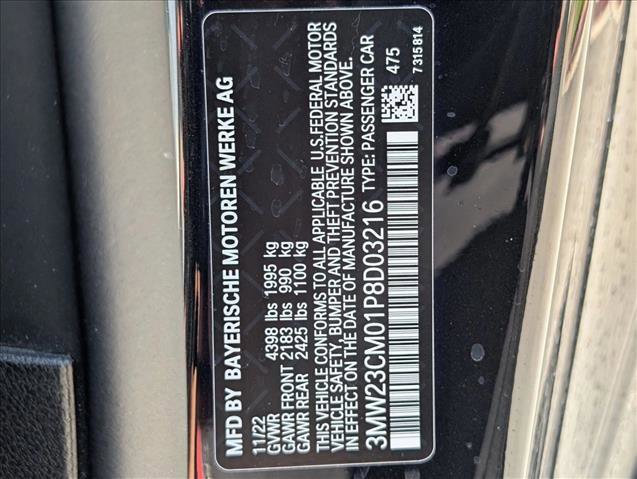 MFD BY BAYERISCHE MOTOREN WERKE AG
11/22
GVWR 4398 lbs 1995 kg
GAWR FRONT 2183 lbs 990 kg
GAWR REAR 2425 lbs 1100 kg
THIS VEHICLE CONFORMS TO ALL APPLICABLE U.S.FEDERAL MOTOR
VEHICLE SAFETY, BUMPER AND THEFT PREVENTION STANDARDS
IN EFFECT ON THE DATE OF MANUFACTURE SHOWN ABOVE.
3MW23CM01P8D03216 TYPE: PASSENGER CAR
475
7315814